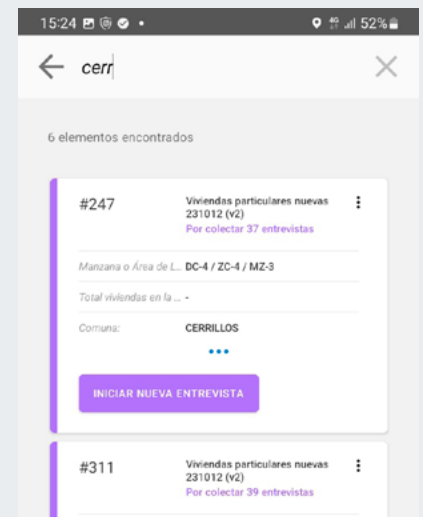 15:24 4G 52%
cerr
6 elementos encontrados
#247 Viviendas particulares nuevas
231012 (v2)
Por colectar 37 entrevistas
Manzana o Área de L... DC-4 / ZC-4 / MZ-3
Total viviendas en la ... -
Comuna: CERRILLOS
INICIAR NUEVA ENTREVISTA
#311 Viviendas particulares nuevas
231012 (v2)
Por colectar 39 entrevistas